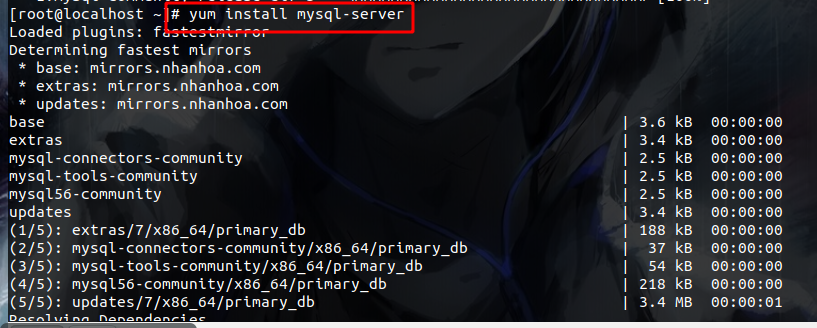 [root@localhost ~]# yum install mysql-server
Loaded plugins: fastestmirror
Determining fastest mirrors
 * base: mirrors.nhanhoa.com
 * extras: mirrors.nhanhoa.com
 * updates: mirrors.nhanhoa.com
base | 3.6 kB 00:00:00
extras | 3.4 kB 00:00:00
mysql-connectors-community | 2.5 kB 00:00:00
mysql-tools-community | 2.5 kB 00:00:00
mysql56-community | 2.5 kB 00:00:00
updates | 3.4 kB 00:00:00
(1/5): extras/7/x86_64/primary_db | 188 kB 00:00:00
(2/5): mysql-connectors-community/x86_64/primary_db | 37 kB 00:00:00
(3/5): mysql-tools-community/x86_64/primary_db | 54 kB 00:00:00
(4/5): mysql56-community/x86_64/primary_db | 218 kB 00:00:00
(5/5): updates/7/x86_64/primary_db | 3.4 MB 00:00:01
Resolving Dependencies